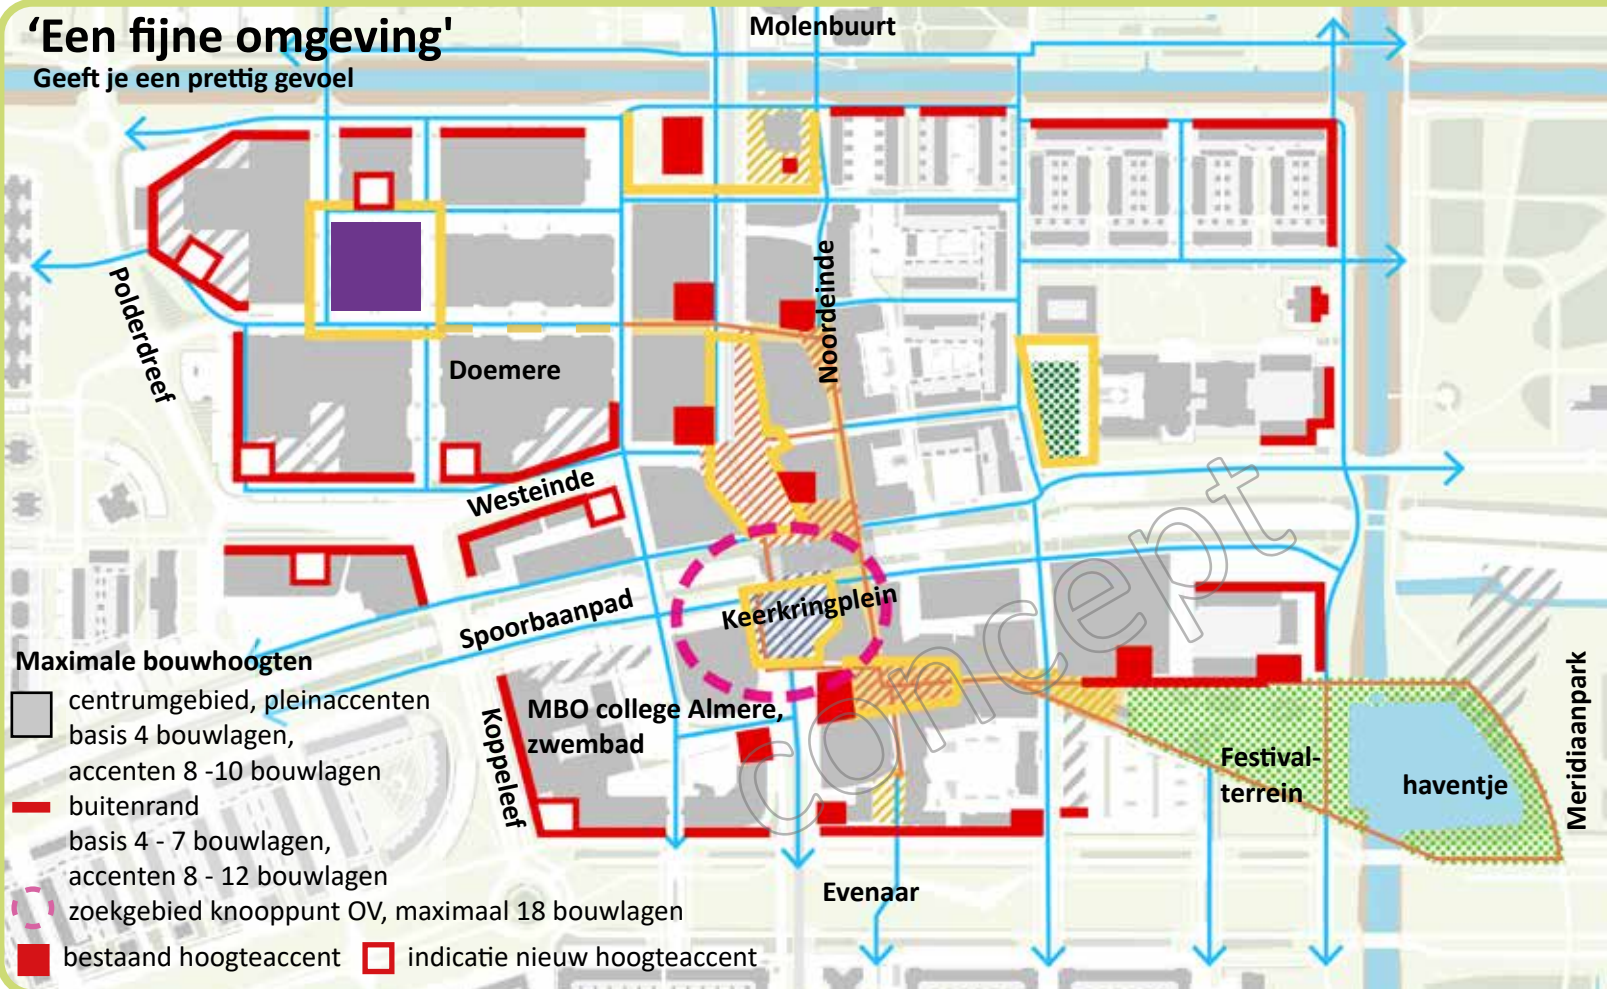 ‘Een fijne omgeving'
Geeft je een prettig gevoel
Molenbuurt
Polderdreef
Noordeinde
Doemere
Westeinde
Spoorbaanpad
Keerkringplein
Koppeleef
MBO college Almere,
zwembad
Festival-
terrein
haventje
Meridiaanpark
Evenaar
concept
Maximale bouwhoogten
centrumgebied, pleinaccenten
basis 4 bouwlagen,
accenten 8 -10 bouwlagen
buitenrand
basis 4 - 7 bouwlagen,
accenten 8 - 12 bouwlagen
zoekgebied knooppunt OV, maximaal 18 bouwlagen
bestaand hoogteaccent
indicatie nieuw hoogteaccent